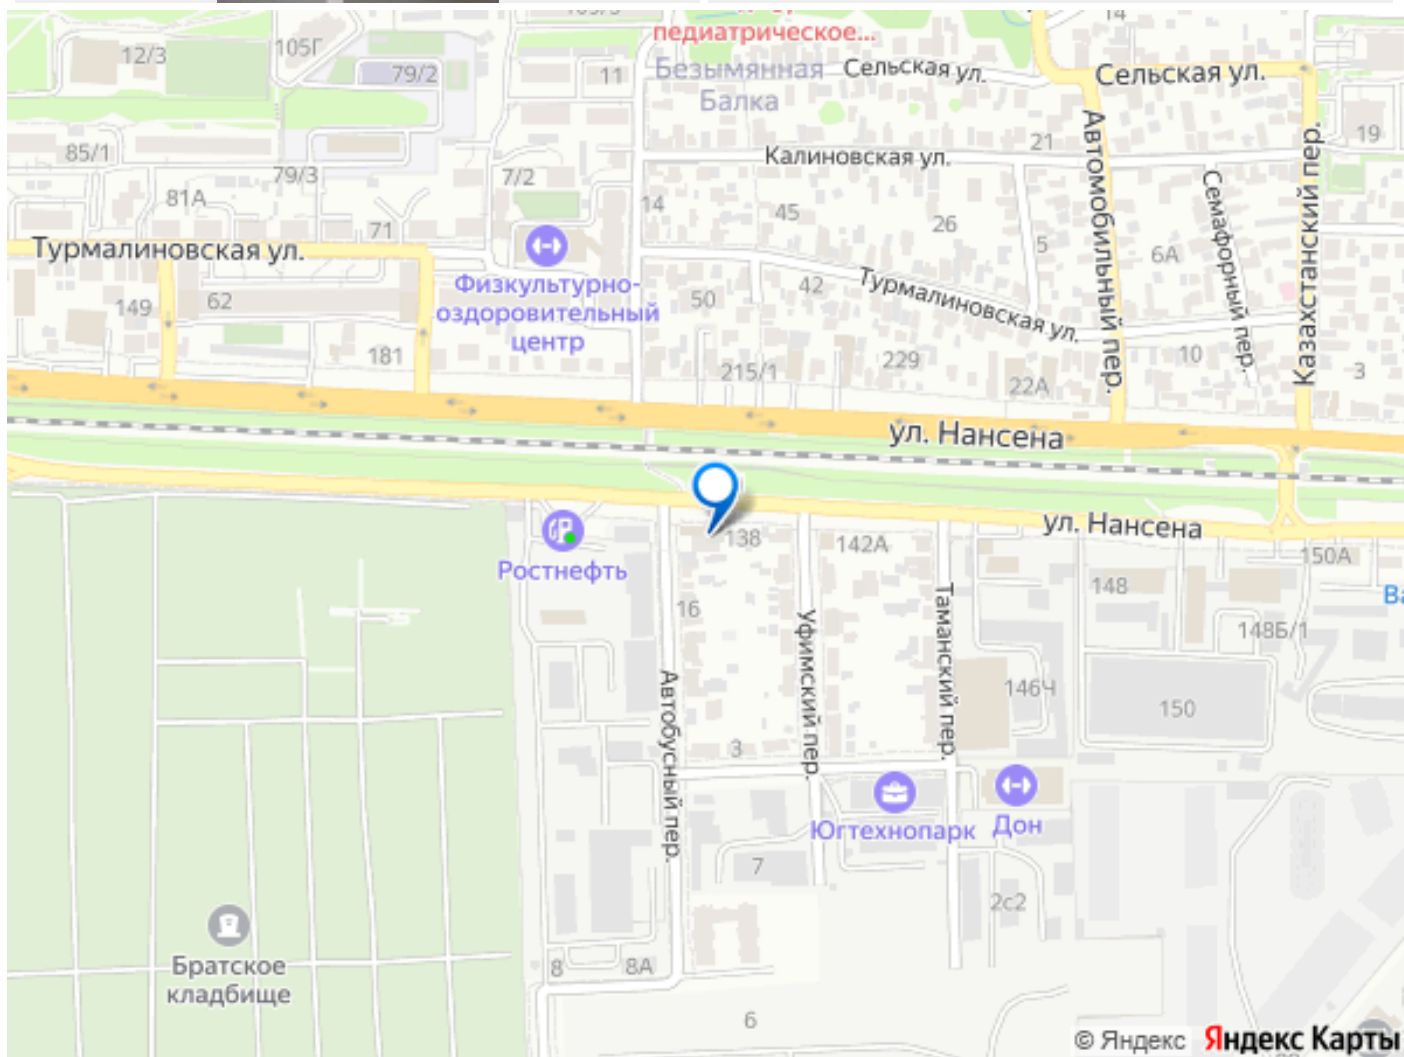 педиатрическое...
14
12/3
105Г
79/2
11
Безымянная
Балка
Сельская ул.
Сельская ул.
85/1
79/3
81А
7/2
71
14
Калиновская ул.
21
19
45
26
5
6А
Автомобильный пер.
Семафорный пер.
Казахстанский пер.
Турмалиновская ул.
149
62
181
Физкультурно-
оздоровительный
центр
50
42
Турмалиновская ул.
215/1
229
22А
10
3
ул. Нансена
ул. Нансена
Ростнефть
138
142А
148
150А
148Б/1
16
Автобусный пер.
Уфимский пер.
Таманский пер.
146Ч
150
3
Югтехнопарк
Дон
7
2с2
Братское
кладбище
8
8А
6
© Яндекс Яндекс Карты